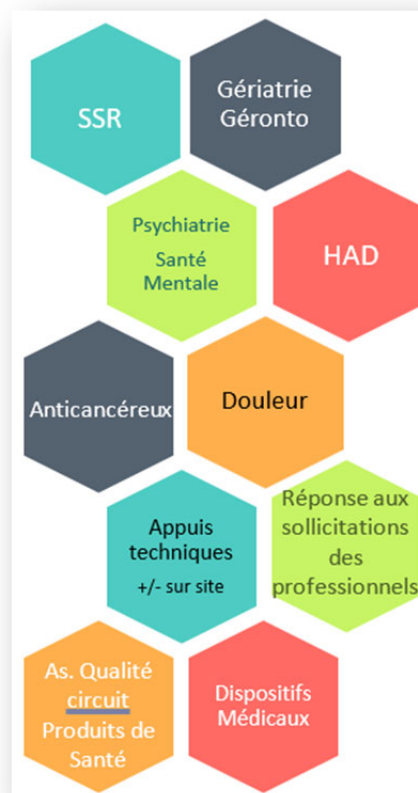 SSR
Gériatrie
Géronto
Psychiatrie
Santé
Mentale
HAD
Anticancéreux
Douleur
Appuis
techniques
+/- sur site
Réponse aux
sollicitations
des
professionnels
As. Qualité
circuit
Produits de
Santé
Dispositifs
Médicaux